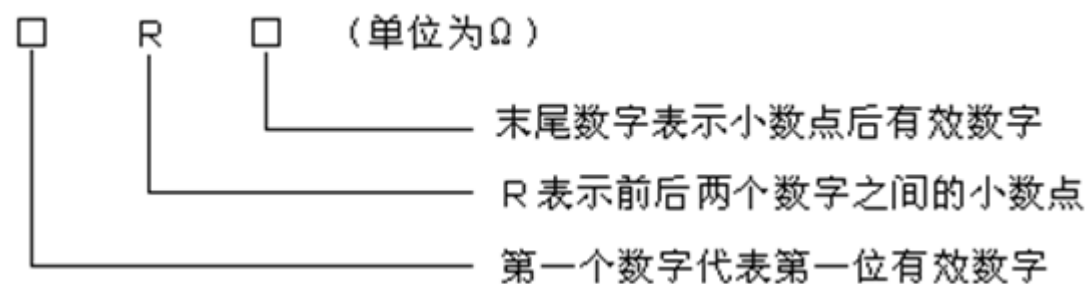 □ R □ （单位为Ω）
末尾数字表示小数点后有效数字
R表示前后两个数字之间的小数点
第一个数字代表第一位有效数字